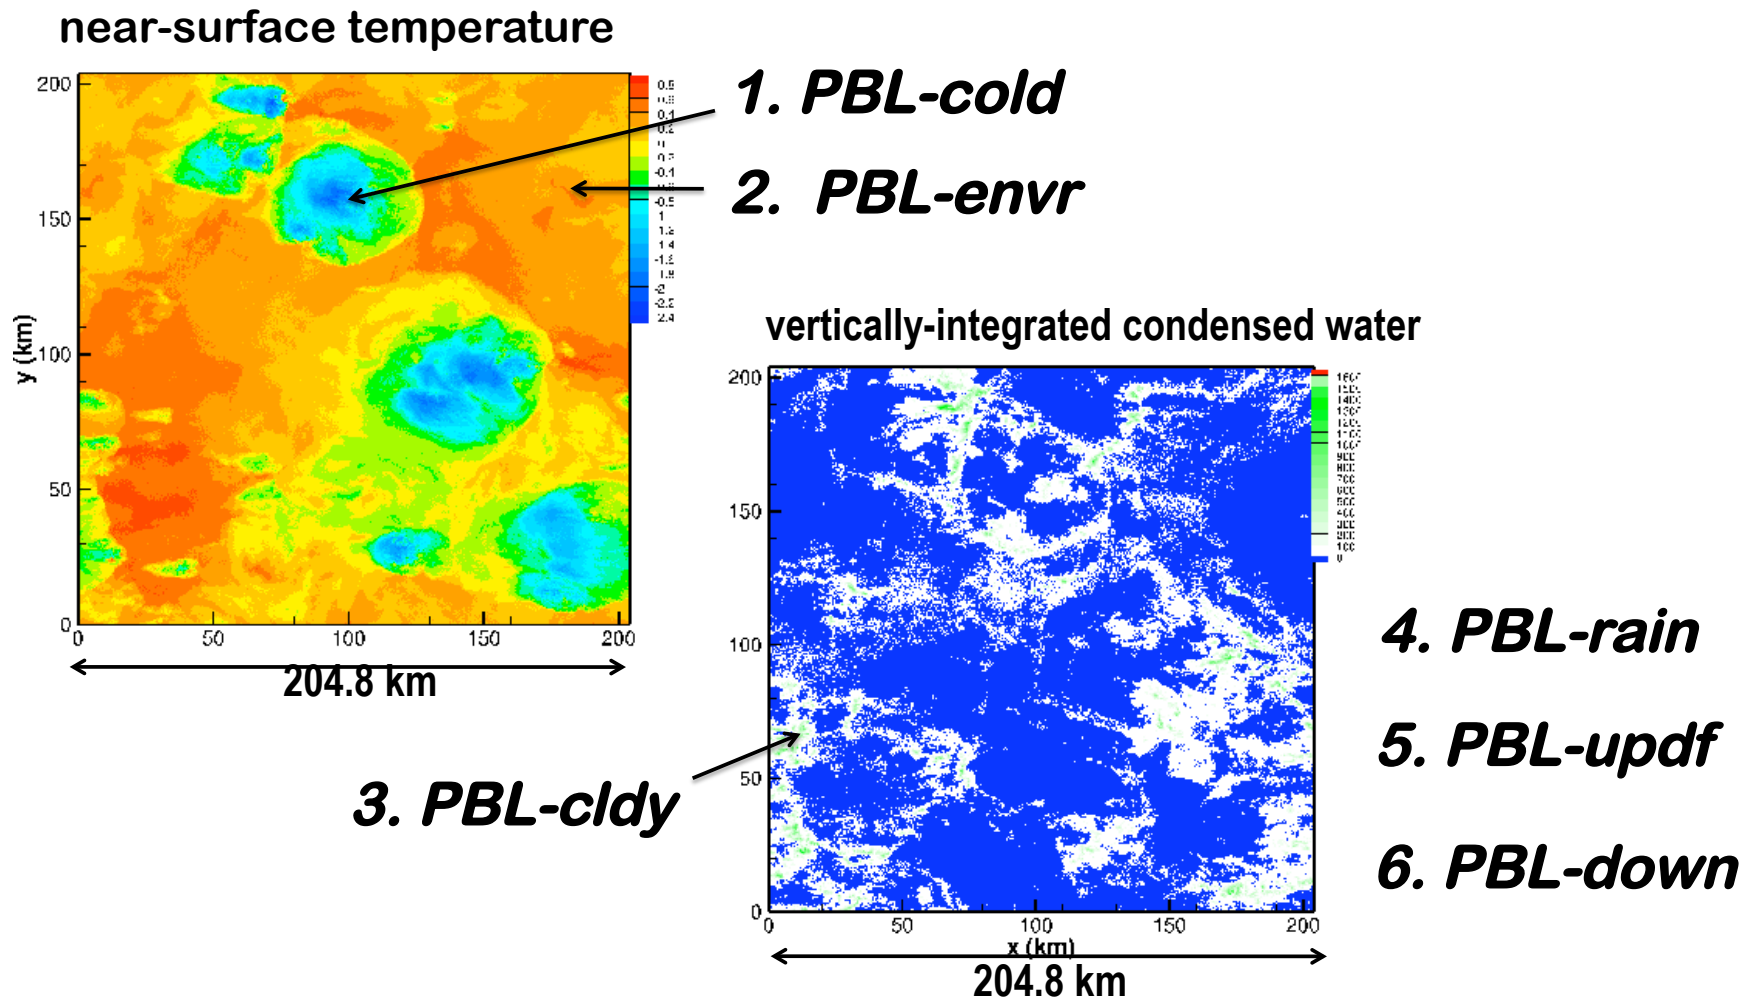 near-surface temperature
200
150
100
50
0
y (km)
0 50 100 150 200
204.8 km
1. PBL-cold
2. PBL-envr
vertically-integrated condensed water
200
150
100
50
0
0 50 100 150 200
x (km)
204.8 km
3. PBL-cldy
4. PBL-rain
5. PBL-updf
6. PBL-down